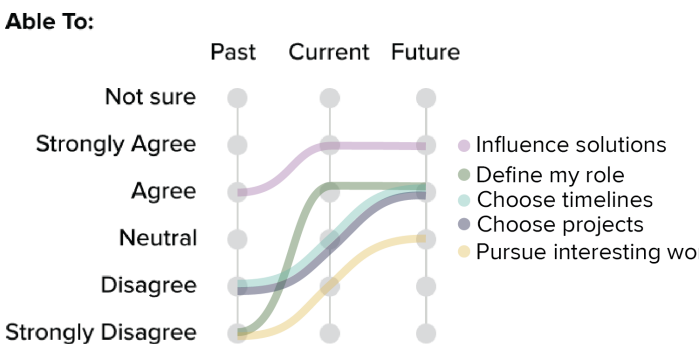 Able To:
Past Current Future
Not sure
Strongly Agree
Agree
Neutral
Disagree
Strongly Disagree
Influence solutions
Define my role
Choose timelines
Choose projects
Pursue interesting